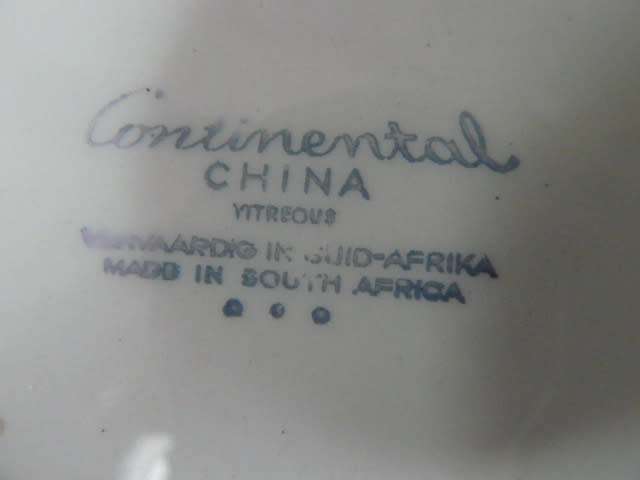 Continental
CHINA
VITREOUS
VERVAARDIG IN SUID-AFRIKA
MADE IN SOUTH AFRICA